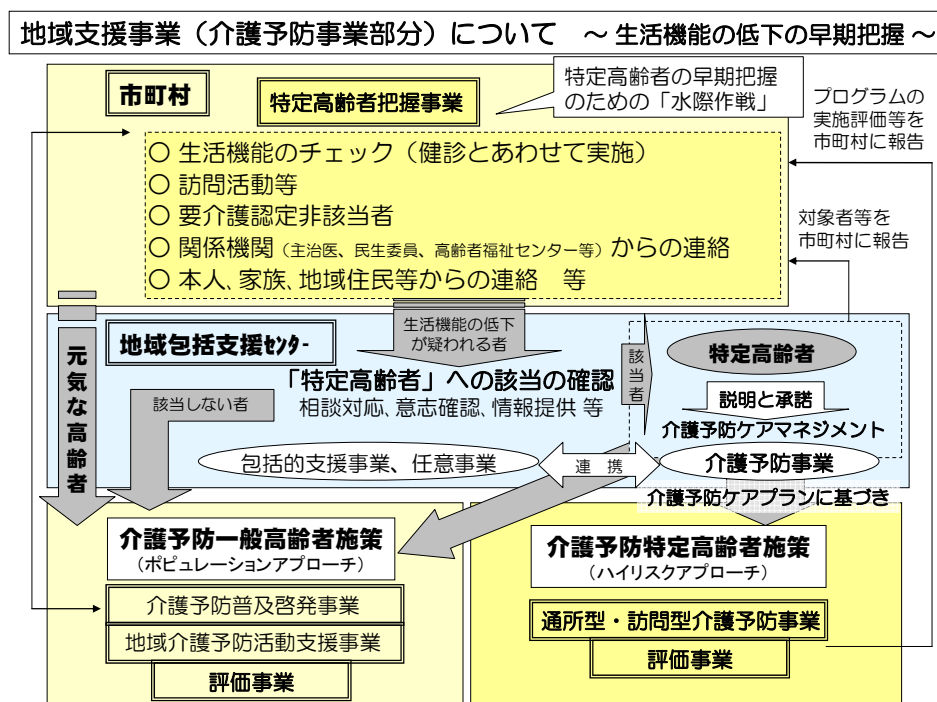 地域支援事業（介護予防事業部分）について　～ 生活機能の低下の早期把握 ～
市町村
特定高齢者把握事業
特定高齢者の早期把握
のための「水際作戦」
プログラムの
実施評価等を
市町村に報告
○ 生活機能のチェック（健診とあわせて実施）
○ 訪問活動等
○ 要介護認定非該当者
○ 関係機関（主治医、民生委員、高齢者福祉センター等）からの連絡
○ 本人、家族、地域住民等からの連絡　等
対象者等を
市町村に報告
元気な高齢者
地域包括支援ｾﾝﾀｰ
生活機能の低下
が疑われる者
該当者
特定高齢者
「特定高齢者」への該当の確認
相談対応、意志確認、情報提供 等
該当しない者
説明と承諾
介護予防ケアマネジメント
包括的支援事業、任意事業
連　携
介護予防事業
介護予防ケアプランに基づき
介護予防一般高齢者施策
（ポピュレーションアプローチ）
介護予防普及啓発事業
地域介護予防活動支援事業
評価事業
介護予防特定高齢者施策
（ハイリスクアプローチ）
通所型・訪問型介護予防事業
評価事業